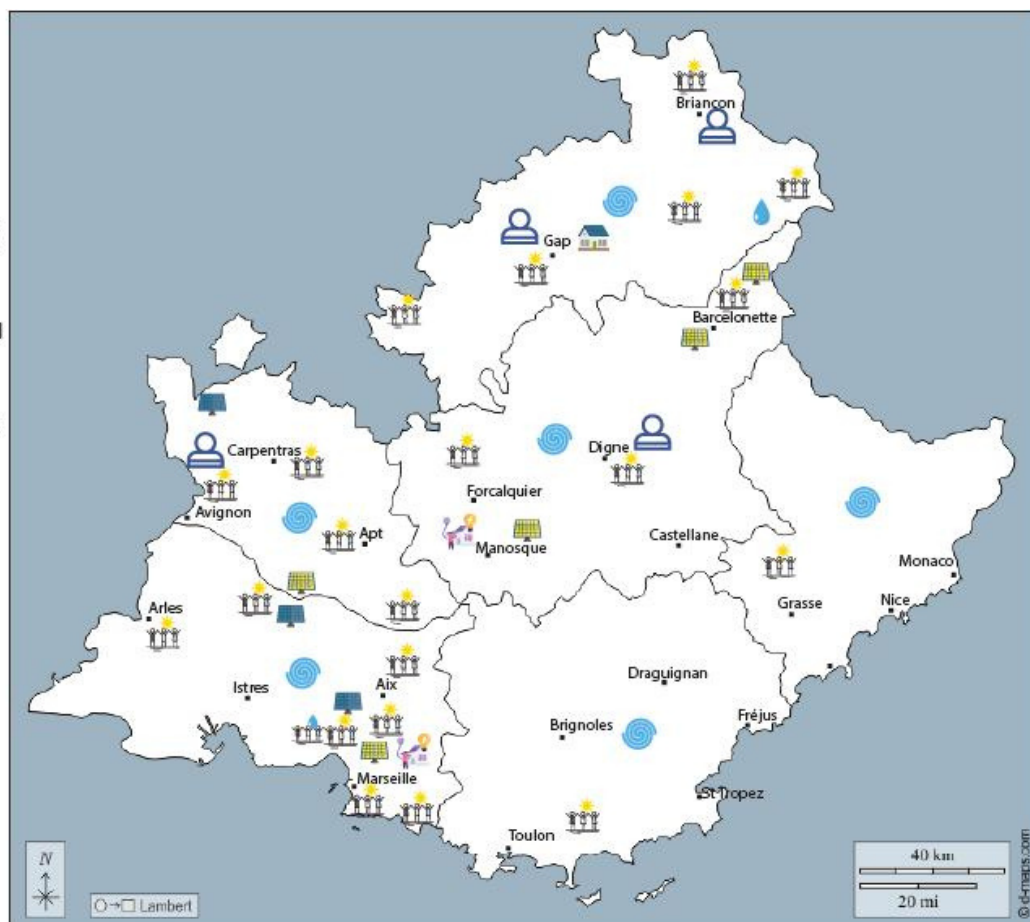 Briançon
Gap
Barcelonette
Carpentras
Digne
Forcalquier
Avignon
Apt
Manosque
Castellane
Monaco
Arles
Grasse
Nice
Draguignan
Istres
Aix
Fréjus
Brignoles
Marseille
St Tropez
Toulon
N
Lambert
40 km
20 mi
© d-maps.com